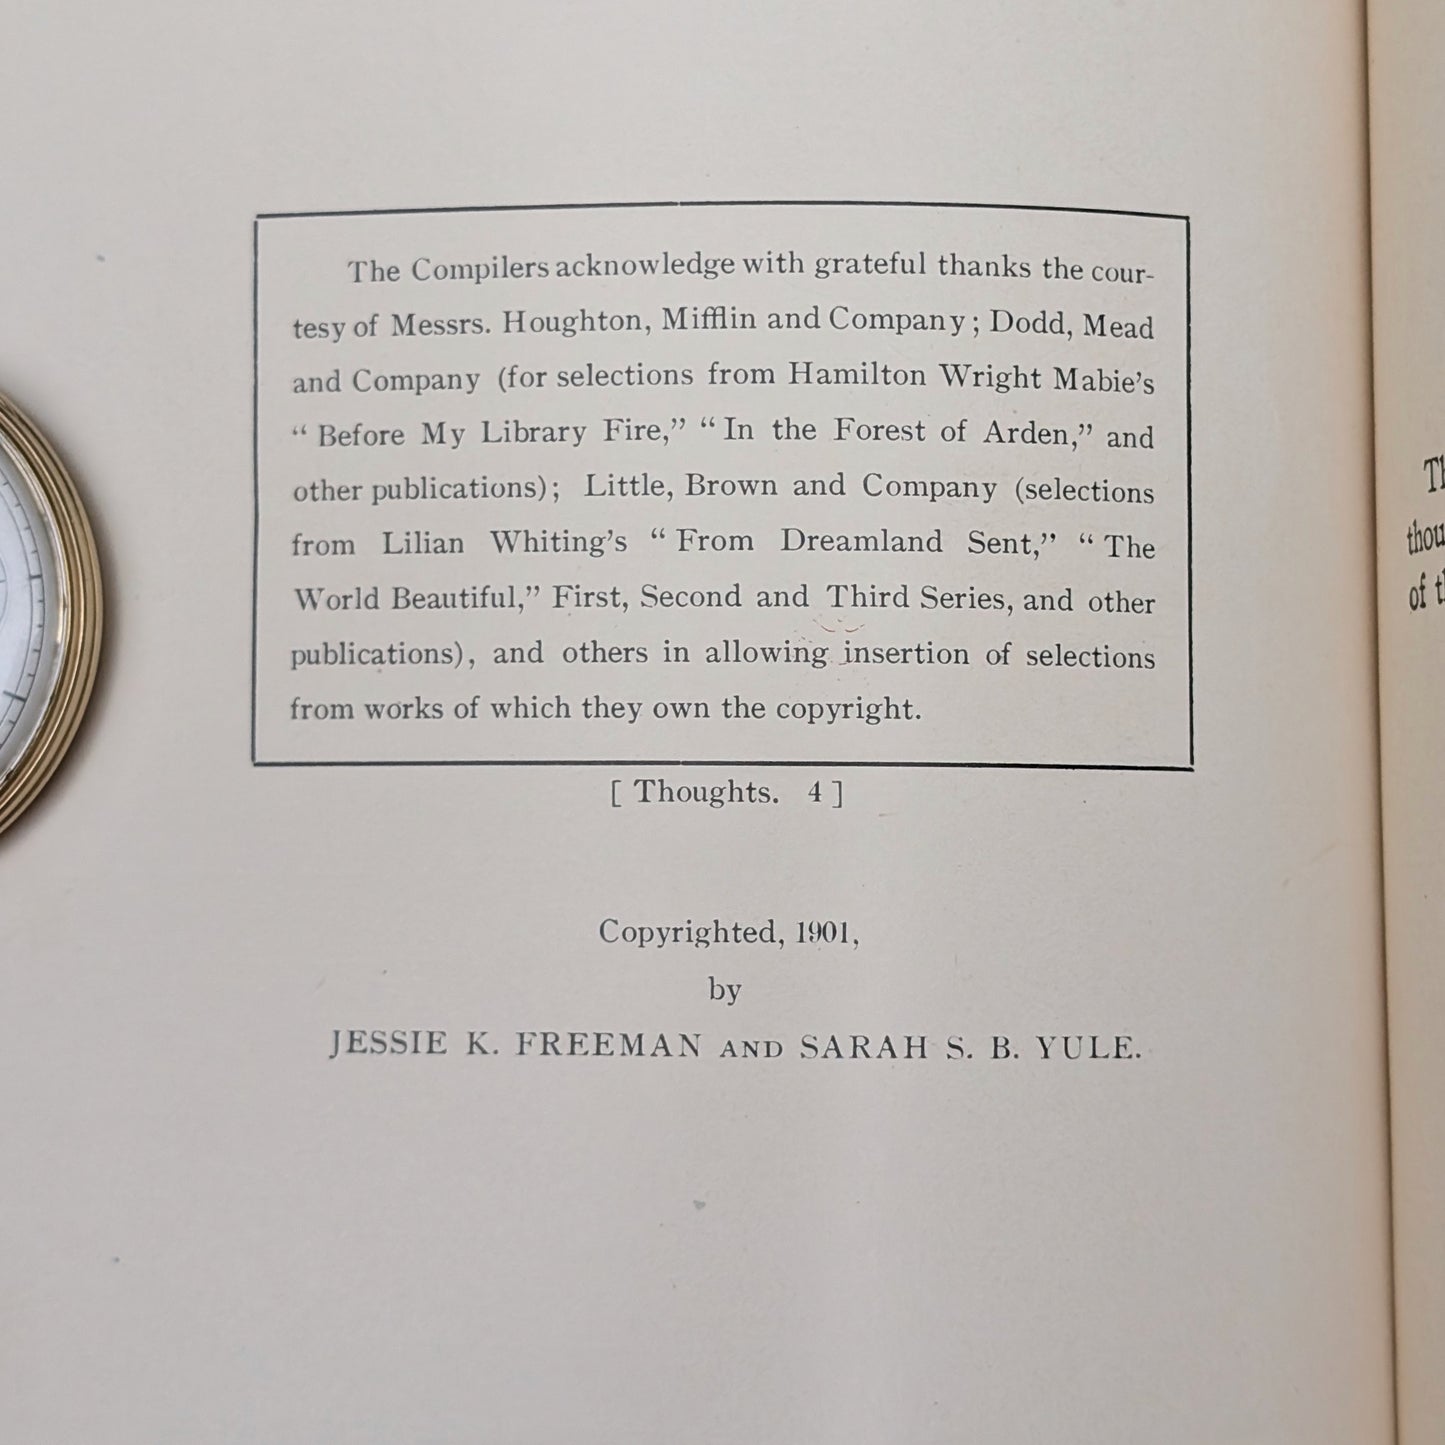 The Compilers acknowledge with grateful thanks the cour-
tesy of Messrs. Houghton, Mifflin and Company; Dodd, Mead
and Company (for selections from Hamilton Wright Mabie's
“Before My Library Fire,” “In the Forest of Arden,” and
other publications); Little, Brown and Company (selections
from Lilian Whiting's “From Dreamland Sent,” “The
World Beautiful,” First, Second and Third Series, and other
publications), and others in allowing insertion of selections
from works of which they own the copyright.
[ Thoughts. 4 ]
Copyrighted, 1901,
by
JESSIE K. FREEMAN AND SARAH S. B. YULE.
of